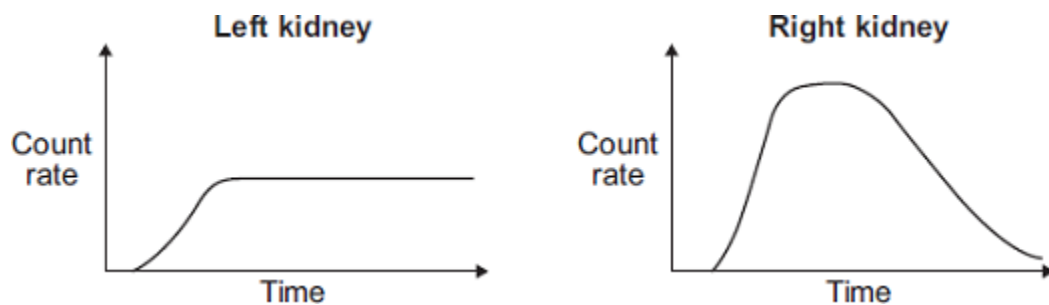 Left kidney
Count
rate
Time
Right kidney
Count
rate
Time